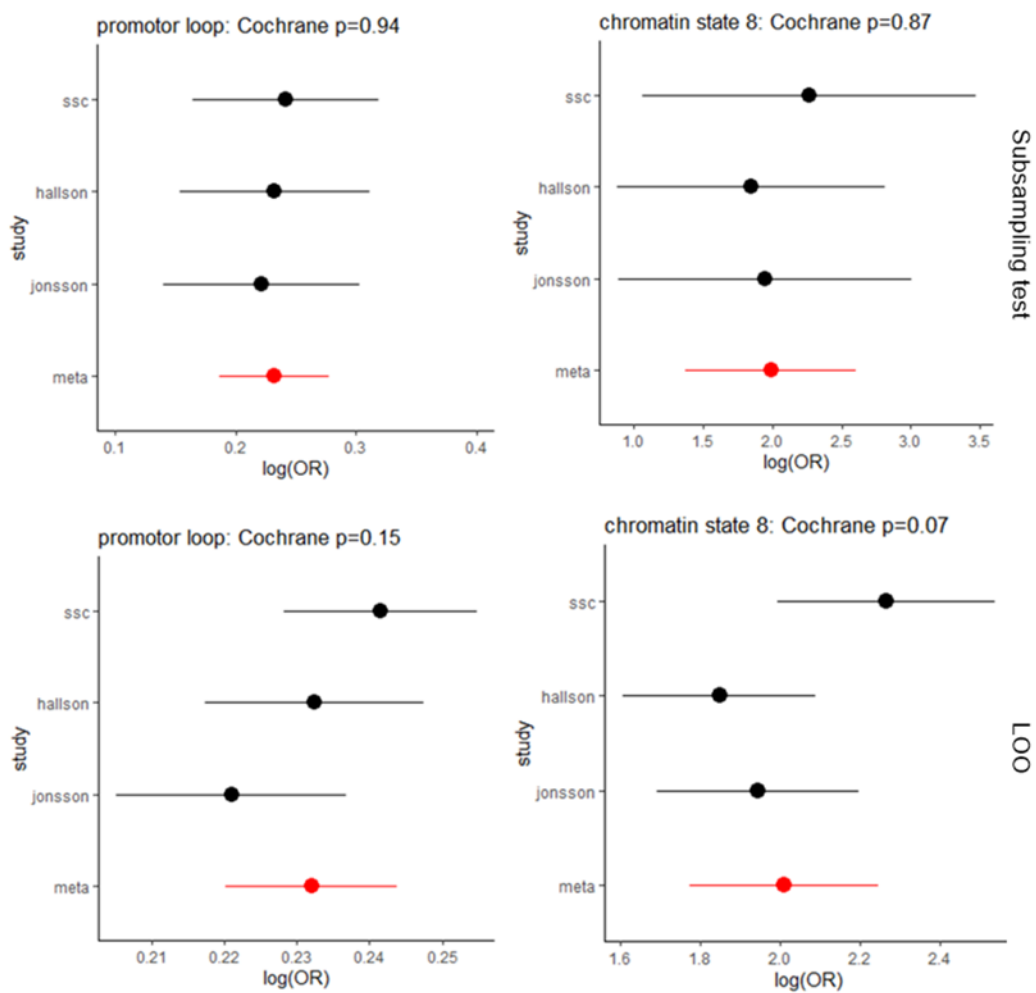 promotor loop: Cochrane p=0.94
ssc
hallson
jonsson
meta
study
0.1 0.2 0.3 0.4
log(OR)
chromatin state 8: Cochrane p=0.87
ssc
hallson
jonsson
meta
study
1.0 1.5 2.0 2.5 3.0 3.5
log(OR)
Subsampling test
promotor loop: Cochrane p=0.15
ssc
hallson
jonsson
meta
study
0.21 0.22 0.23 0.24 0.25
log(OR)
chromatin state 8: Cochrane p=0.07
ssc
hallson
jonsson
meta
study
1.6 1.8 2.0 2.2 2.4
log(OR)
LOO